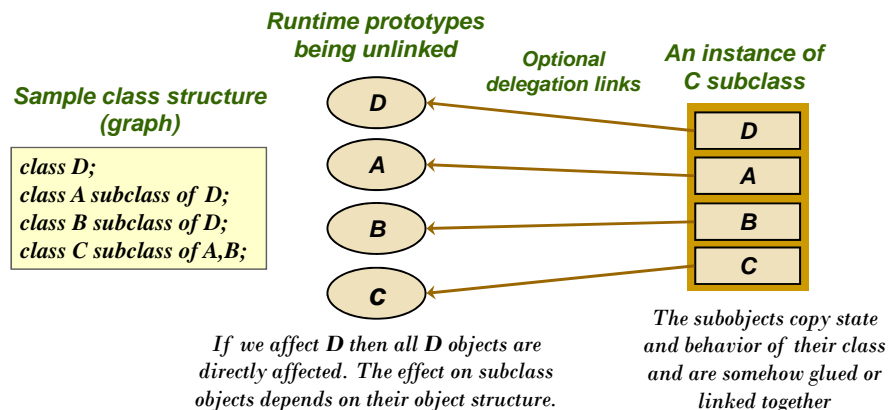 Sample class structure
(graph)
class D;
class A subclass of D;
class B subclass of D;
class C subclass of A,B;
Runtime prototypes
being unlinked
D
A
B
C
If we affect D then all D objects are
directly affected. The effect on subclass
objects depends on their object structure.
Optional
delegation links
An instance of
C subclass
D
A
B
C
The subobjects copy state
and behavior of their class
and are somehow glued or
linked together